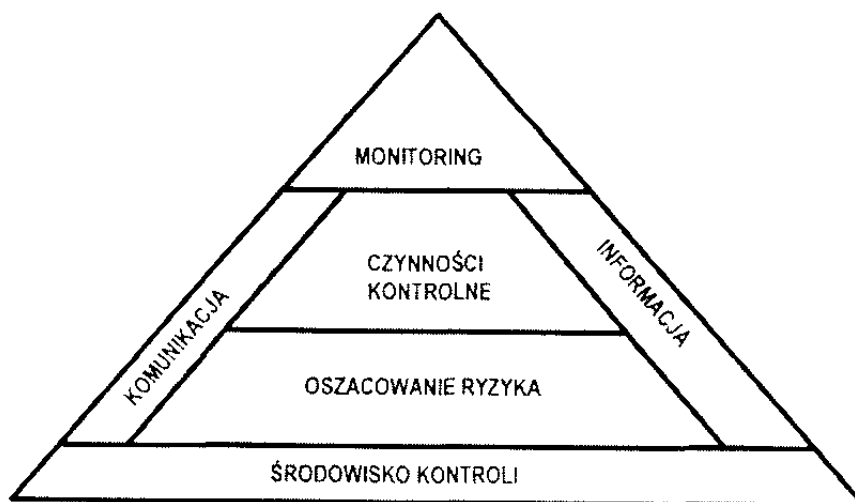 MONITORING
KOMUNIKACJA
CZYNNOŚCI
KONTROLNE
INFORMACJA
OSZACOWANIE RYZYKA
ŚRODOWISKO KONTROLI